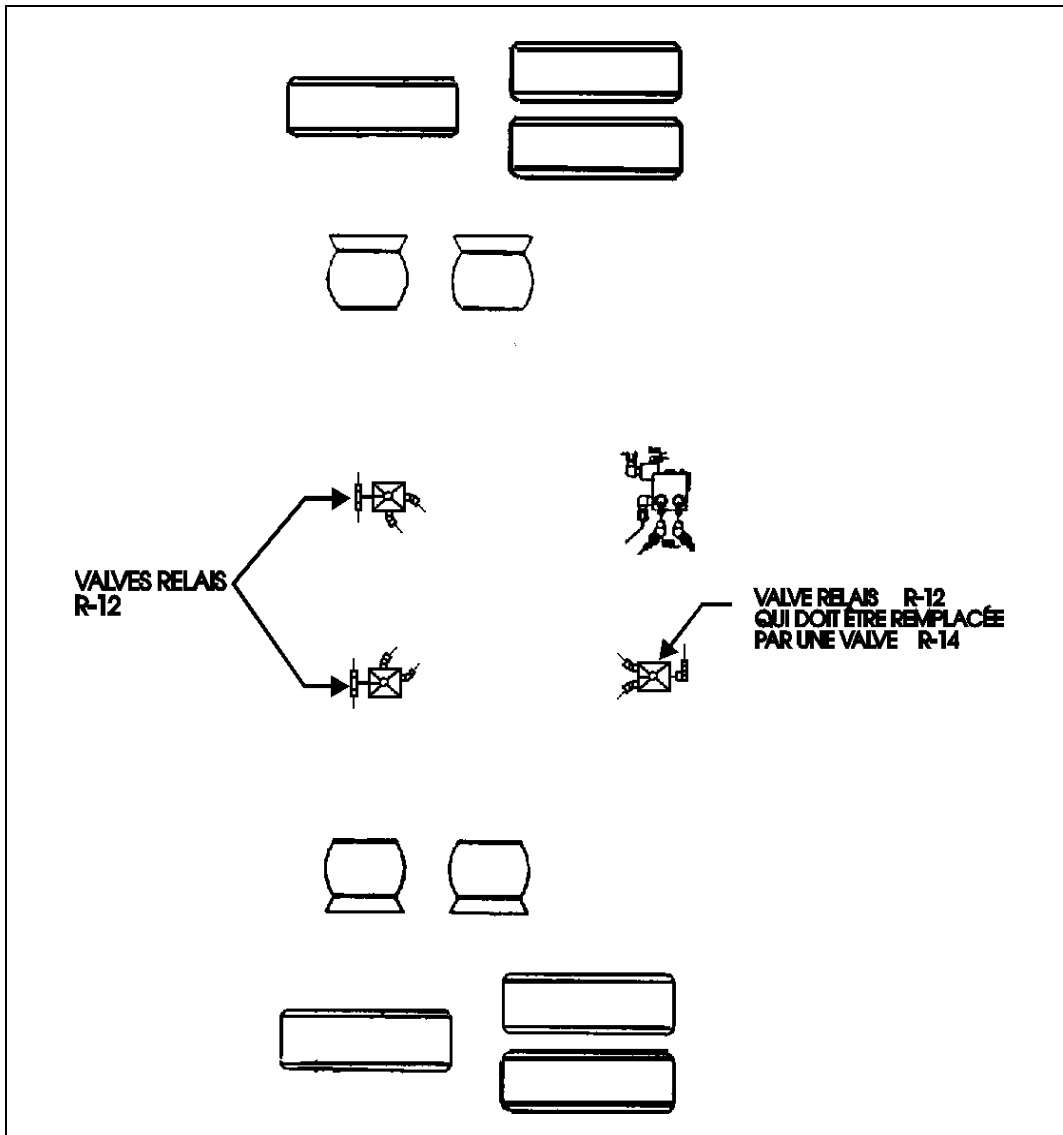 VALVES RELAIS
R-12
VALVE RELAIS R-12
QUI DOIT ÊTRE REMPLACÉE
PAR UNE VALVE R-14